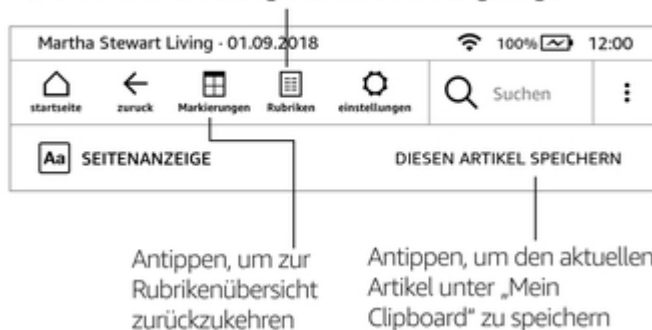 Martha Stewart Living - 01.09.2018 100% 12:00
startseite zuruck Markierungen Rubriken einstellungen Suchen
Aa SEITENANZEIGE DIESEN ARTIKEL SPEICHERN
Antippen, um zur
Rubrikenübersicht
zurückzukehren
Antippen, um den aktuellen
Artikel unter „Mein
Clipboard“ zu speichern